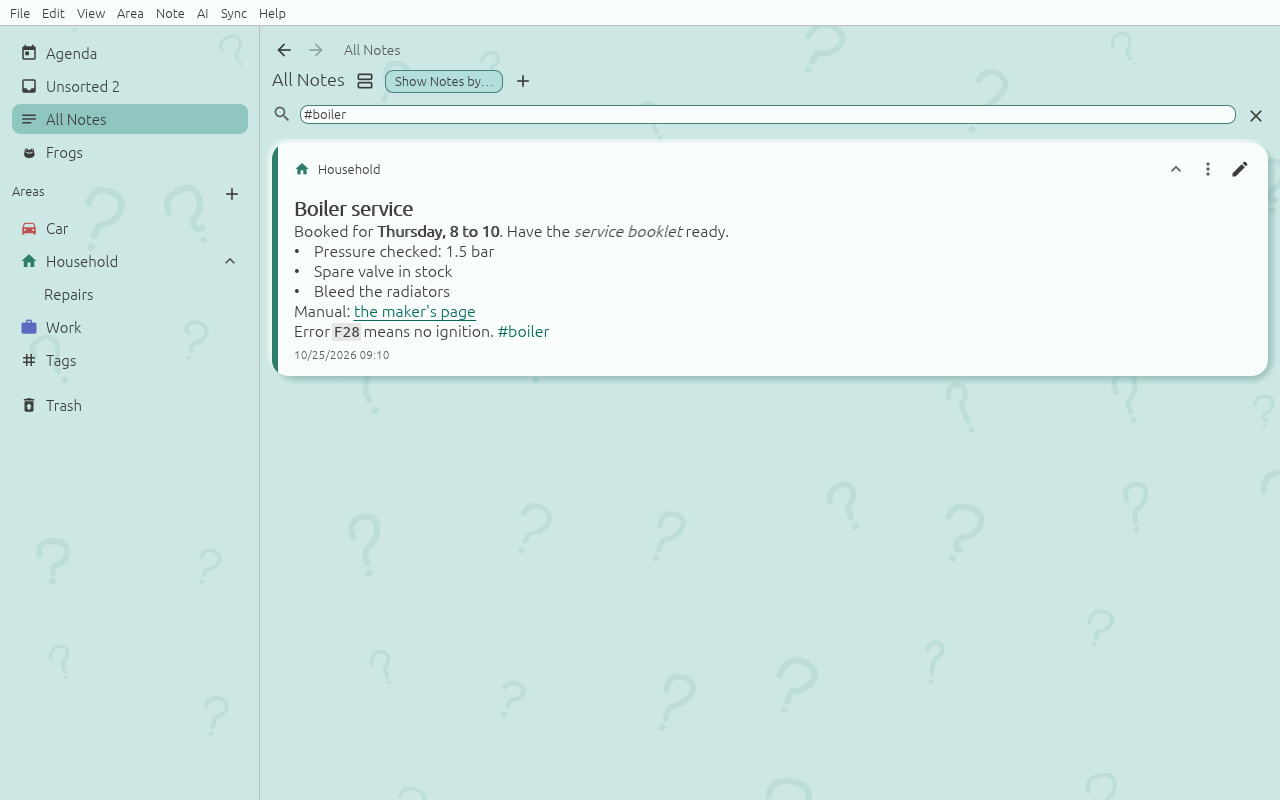 File Edit View Area Note AI Sync Help
Agenda
Unsorted 2
All Notes
Frogs
Areas
Car
Household
Repairs
Work
Tags
Trash
All Notes
All Notes Show Notes by...
#boiler
Household
Boiler service
Booked for Thursday, 8 to 10. Have the service booklet ready.
• Pressure checked: 1.5 bar
• Spare valve in stock
• Bleed the radiators
Manual: the maker's page
Error F28 means no ignition. #boiler
10/25/2026 09:10